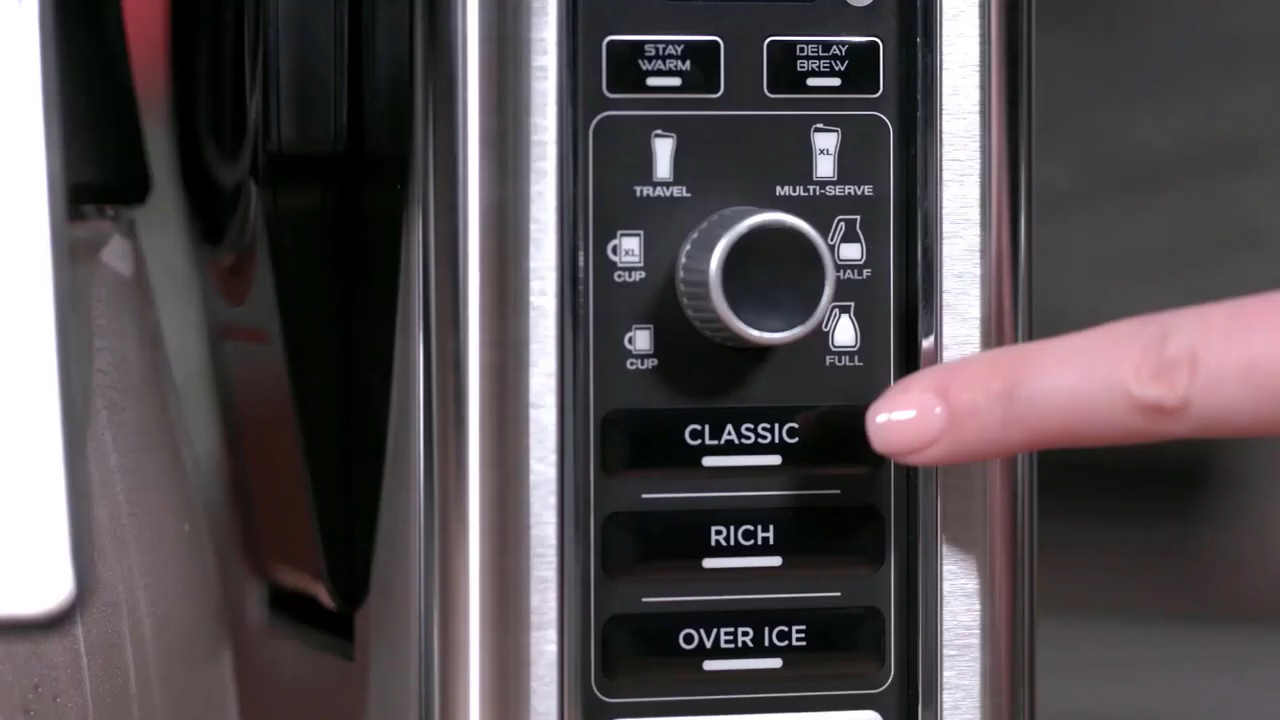 STAY
WARM
DELAY
BREW
TRAVEL
XL
MULTI-SERVE
XL
CUP
HALF
CUP
FULL
CLASSIC
RICH
OVER ICE